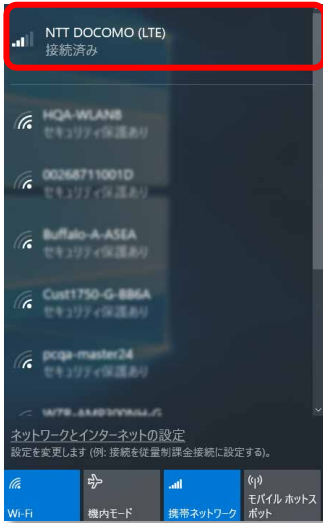 NTT DOCOMO (LTE)
接続済み
HQA-WLAN8
セキュリティ保護あり
00268711001D
セキュリティ保護あり
Buffalo-A-A5EA
セキュリティ保護あり
Cust1750-G-BB6A
セキュリティ保護あり
pcqa-master24
セキュリティ保護あり
ネットワークとインターネットの設定
設定を変更します (例: 接続を従量制課金接続に設定する)。
Wi-Fi
機内モード
携帯ネットワーク
モバイル ホットス
ポット